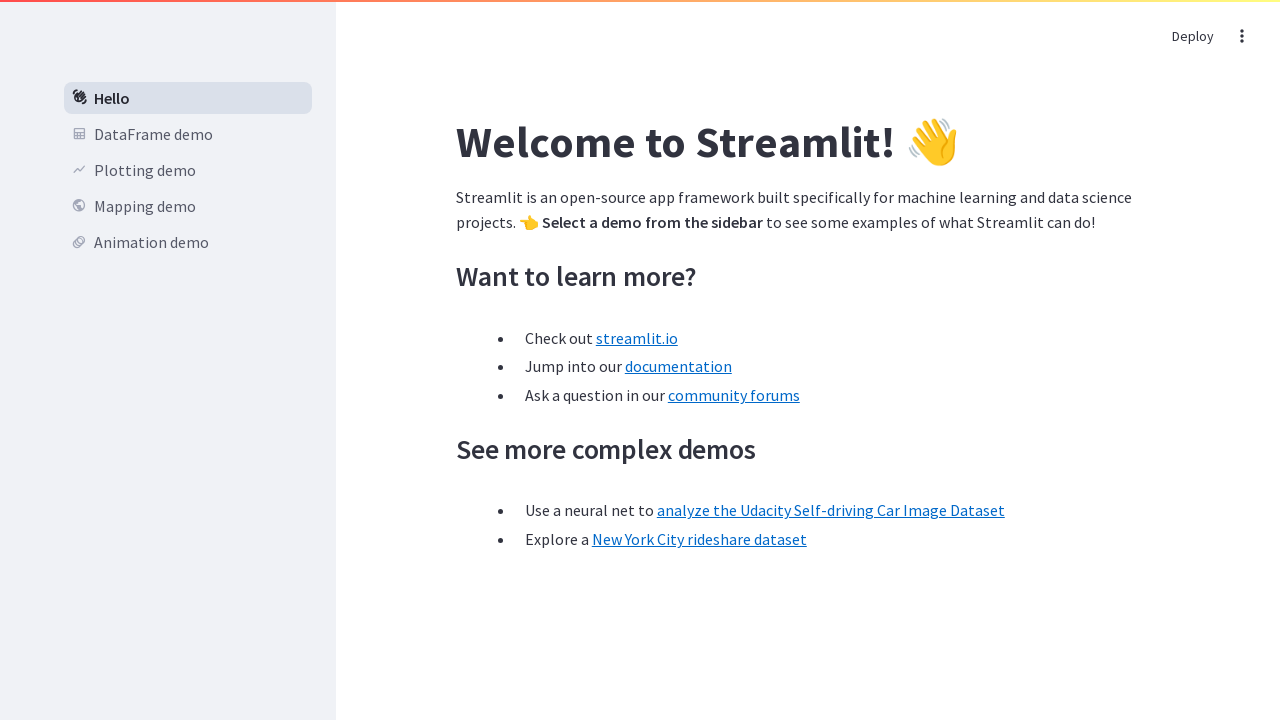 Deploy
Hello
DataFrame demo
Plotting demo
Mapping demo
Animation demo
Welcome to Streamlit! 👋
Streamlit is an open-source app framework built specifically for machine learning and data science
projects. 👈 Select a demo from the sidebar to see some examples of what Streamlit can do!
Want to learn more?
Check out streamlit.io
Jump into our documentation
Ask a question in our community forums
See more complex demos
Use a neural net to analyze the Udacity Self-driving Car Image Dataset
Explore a New York City rideshare dataset